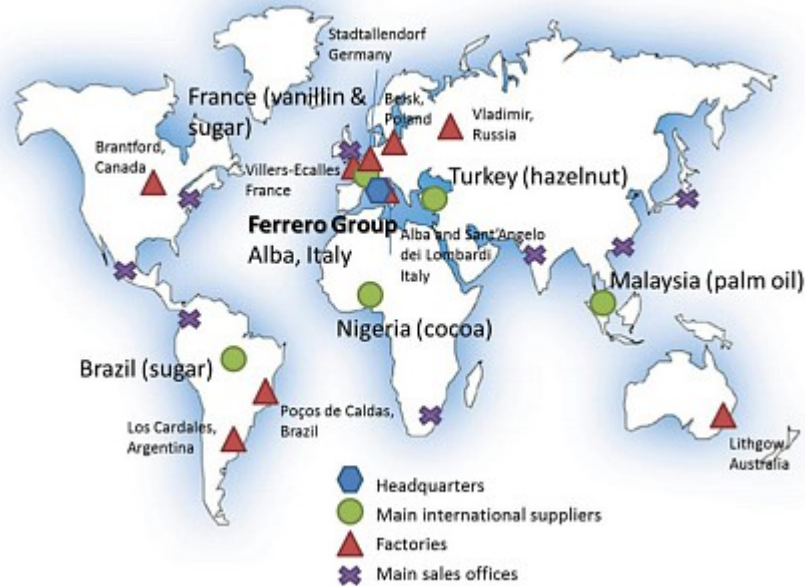 Stadtallendorf
Germany
France (vanillin &
sugar)
Belsk,
Poland
Vladimir,
Russia
Brantford,
Canada
Villers-Ecalles
France
Turkey (hazelnut)
Ferrero Group
Alba, Italy
Alba and Sant'Angelo
dei Lombardi
Italy
Malaysia (palm oil)
Nigeria (cocoa)
Brazil (sugar)
Poços de Caldas,
Brazil
Los Cardales,
Argentina
Lithgow,
Australia
Headquarters
Main international suppliers
Factories
Main sales offices